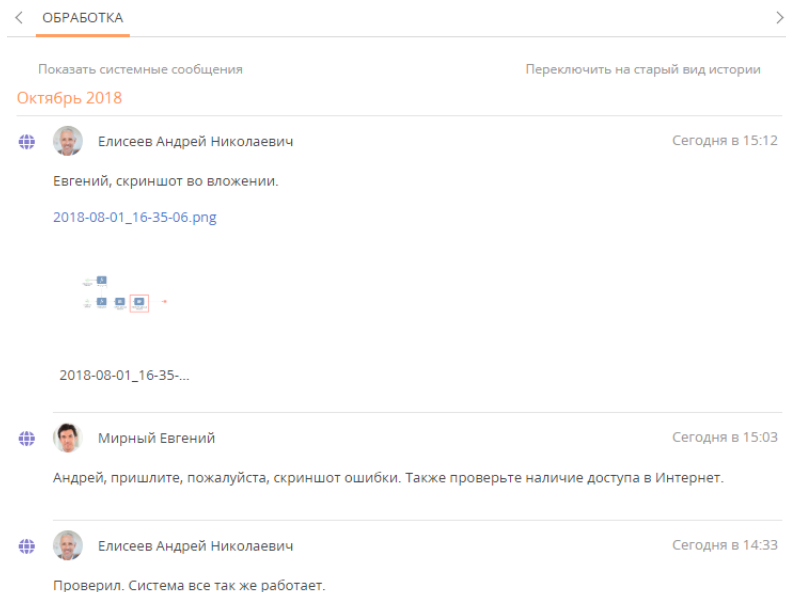 ОБРАБОТКА
Показать системные сообщения
Переключить на старый вид истории
Октябрь 2018
Елисеев Андрей Николаевич
Сегодня в 15:12
Евгений, скриншот во вложении.
2018-08-01_16-35-06.png
2018-08-01_16-35-...
Мирный Евгений
Сегодня в 15:03
Андрей, пришлите, пожалуйста, скриншот ошибки. Также проверьте наличие доступа в Интернет.
Елисеев Андрей Николаевич
Сегодня в 14:33
Проверил. Система все так же работает.